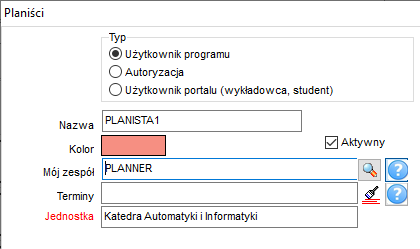 Planiści
Typ
Użytkownik programu
Autoryzacja
Użytkownik portalu (wykładowca, student)
Nazwa PLANISTA1
Kolor Aktywny
Mój zespół PLANNER ?
Terminy ?
Jednostka Katedra Automatyki i Informatyki